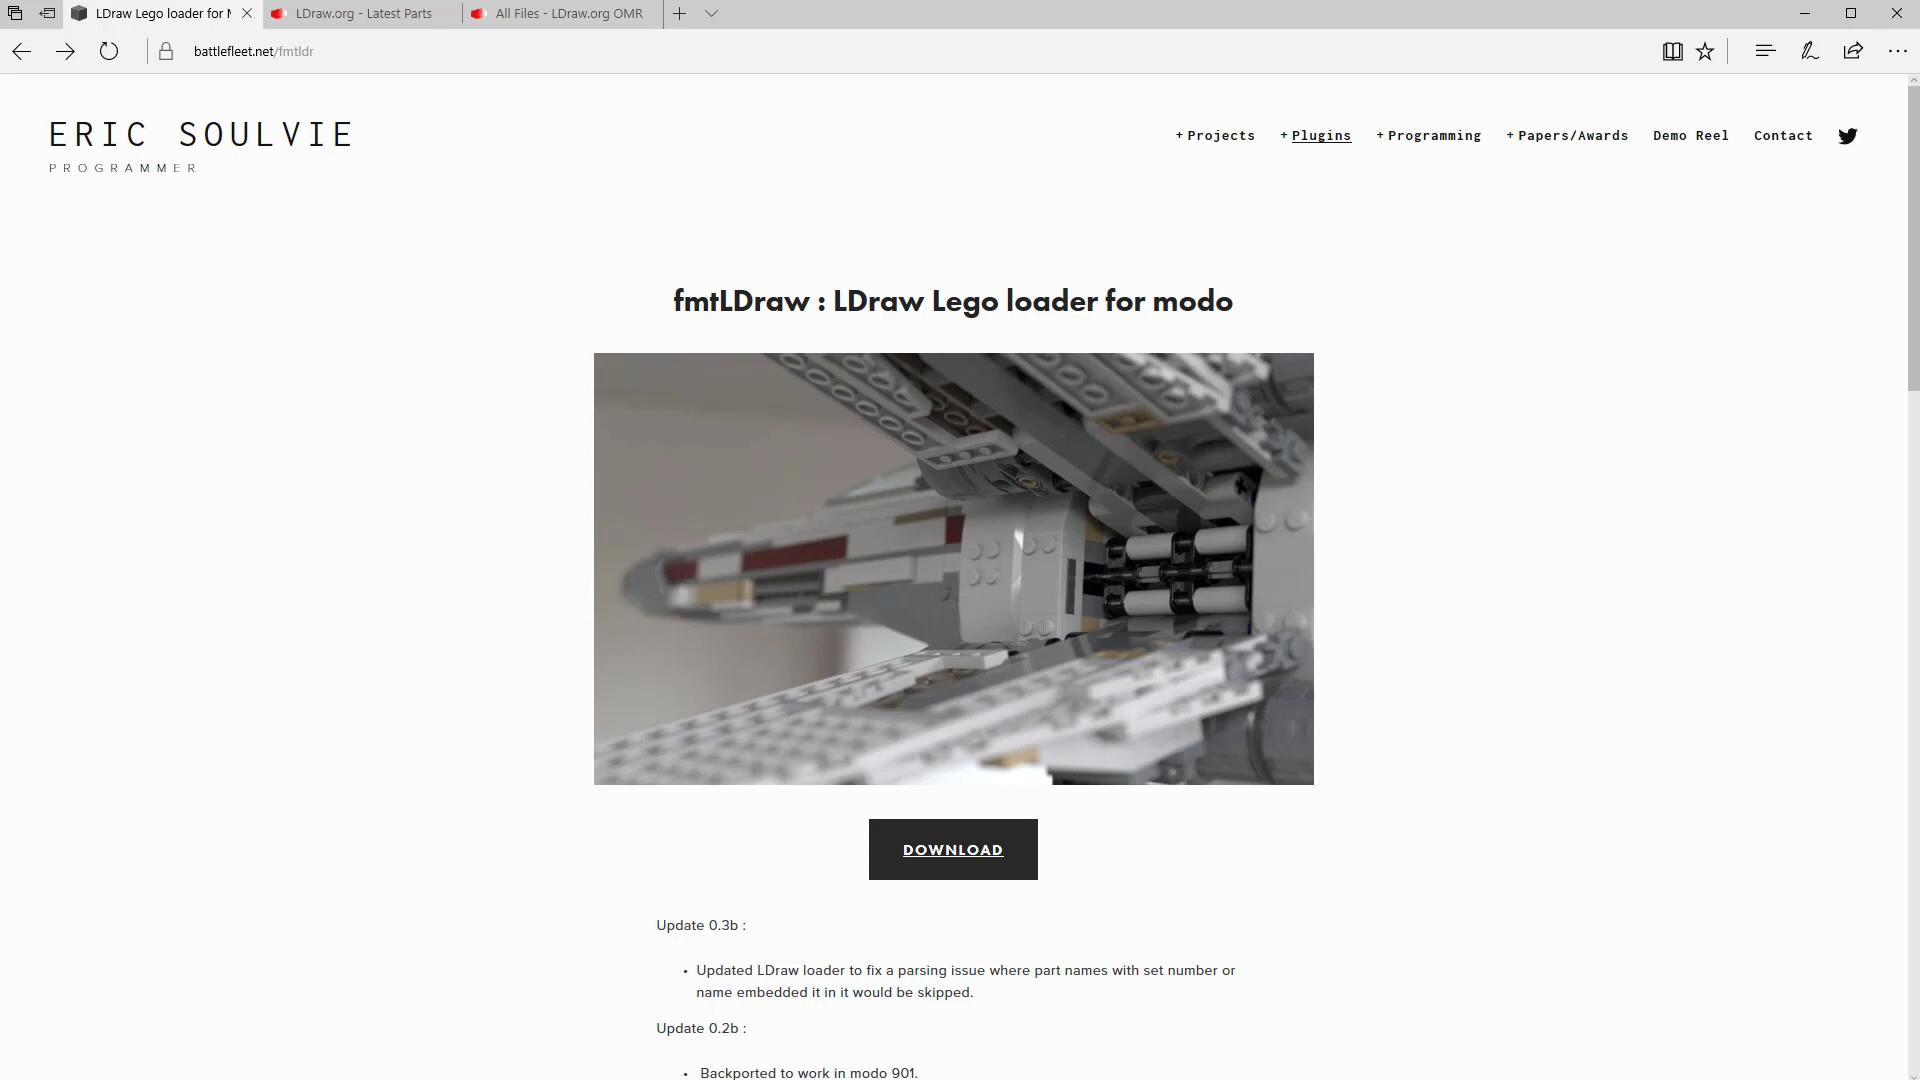 LDraw Lego loader for M
LDraw.org - Latest Parts
All Files - LDraw.org OMR
battlefleet.net/fmtldr
ERIC SOULVIE
PROGRAMMER
+ Projects
+ Plugins
+ Programming
+ Papers/Awards
Demo Reel
Contact
fmtLDraw : LDraw Lego loader for modo
DOWNLOAD
Update 0.3b :
• Updated LDraw loader to fix a parsing issue where part names with set number or
name embedded it in it would be skipped.
Update 0.2b :
• Backported to work in modo 901.